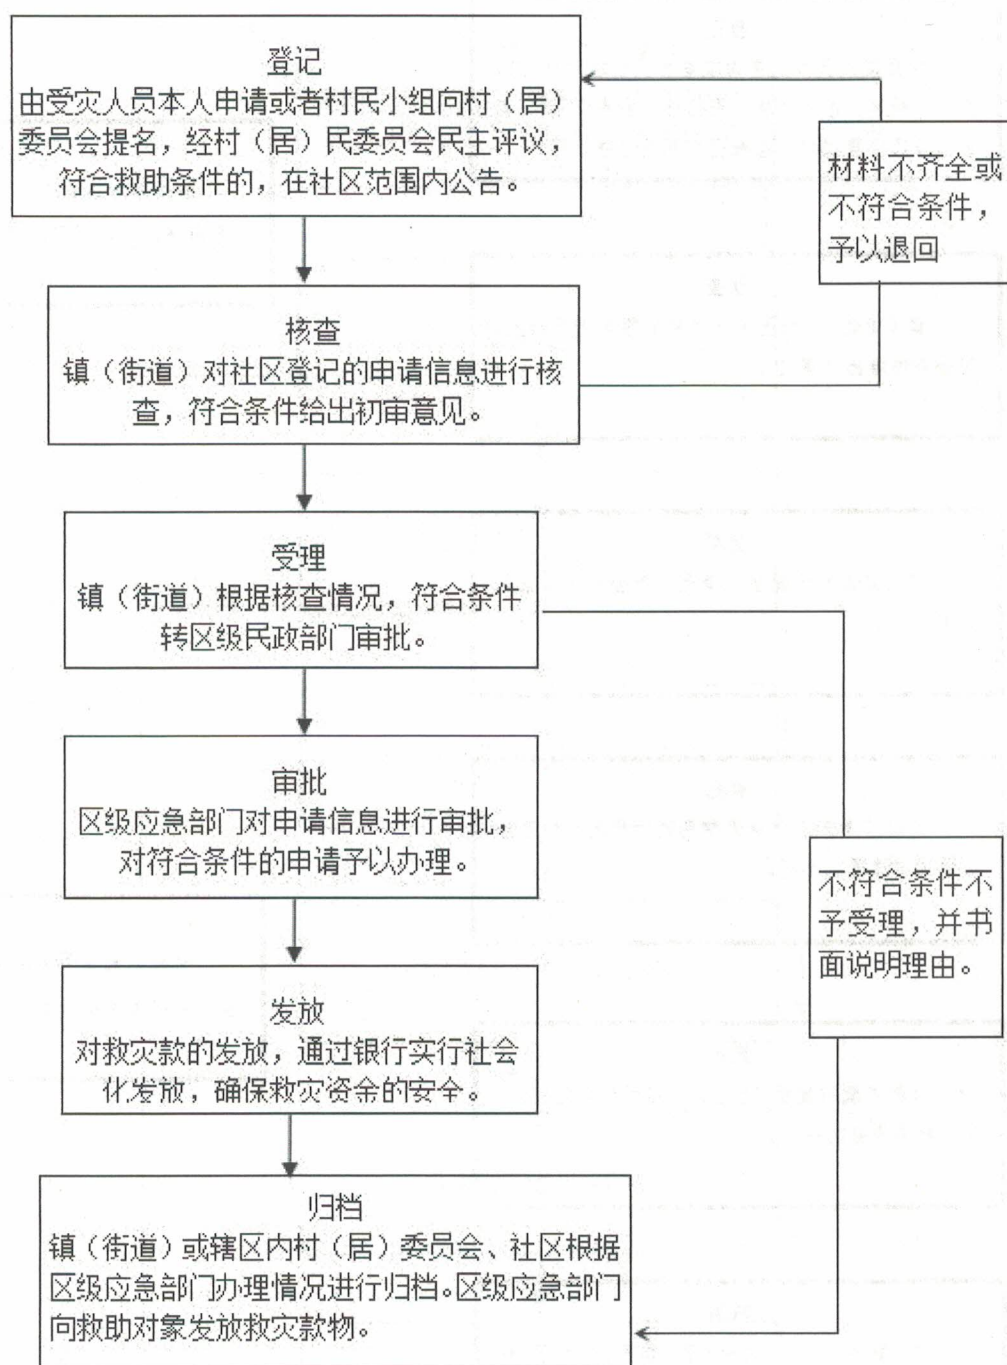 登记
由受灾人员本人申请或者村民小组向村（居）
委员会提名，经村（居）民委员会民主评议，
符合救助条件的，在社区范围内公告。
材料不齐全或
不符合条件，
予以退回
核查
镇（街道）对社区登记的申请信息进行核
查，符合条件给出初审意见。
受理
镇（街道）根据核查情况，符合条件
转区级民政部门审批。
审批
区级应急部门对申请信息进行审批，
对符合条件的申请予以办理。
不符合条件不
予受理，并书
面说明理由。
发放
对救灾款的发放，通过银行实行社会
化发放，确保救灾资金的安全。
归档
镇（街道）或辖区内村（居）委员会、社区根据
区级应急部门办理情况进行归档。区级应急部门
向救助对象发放救灾款物。